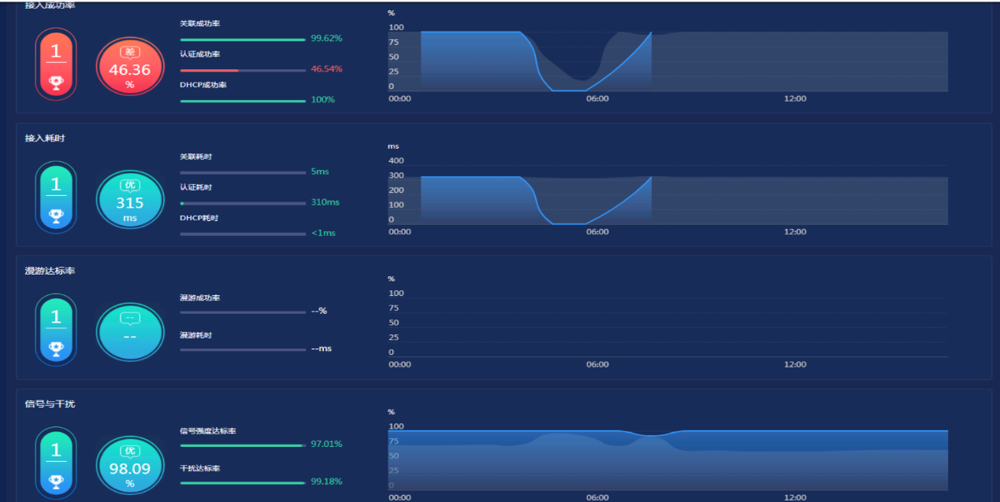 接入成功率
1
差
46.36
%
关联成功率
99.62%
认证成功率
46.54%
DHCP成功率
100%
%
100
75
50
25
0
00:00
06:00
12:00
接入耗时
1
优
315
ms
关联耗时
5ms
认证耗时
310ms
DHCP耗时
<1ms
ms
400
300
200
100
0
00:00
06:00
12:00
漫游达标率
1
--
--
漫游成功率
--%
漫游耗时
--ms
%
100
75
50
25
0
00:00
06:00
12:00
信号与干扰
1
优
98.09
%
信号强度达标率
97.01%
干扰达标率
99.18%
%
100
75
50
25
0
00:00
06:00
12:00